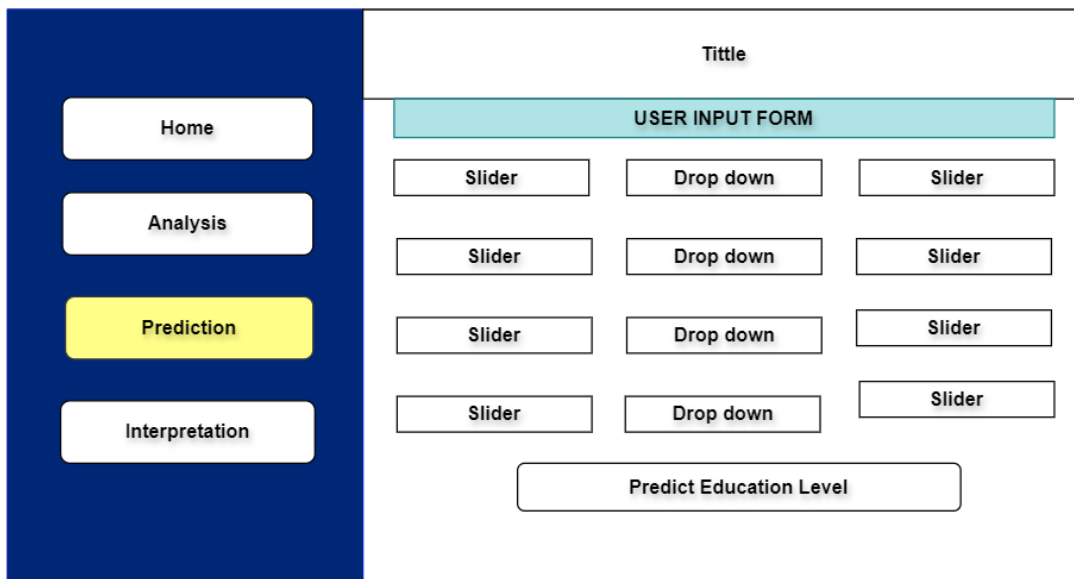 Tittle
Home
Analysis
Prediction
Interpretation
USER INPUT FORM
Slider
Drop down
Slider
Slider
Drop down
Slider
Slider
Drop down
Slider
Slider
Drop down
Slider
Predict Education Level